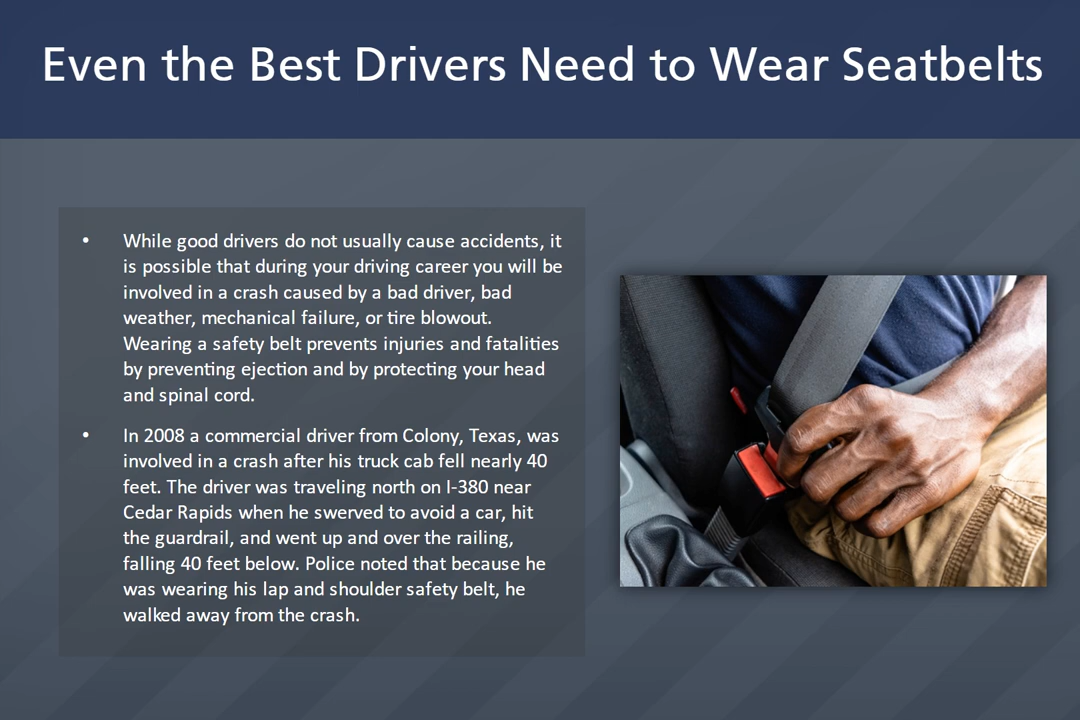 Even the Best Drivers Need to Wear Seatbelts
• While good drivers do not usually cause accidents, it
is possible that during your driving career you will be
involved in a crash caused by a bad driver, bad
weather, mechanical failure, or tire blowout.
Wearing a safety belt prevents injuries and fatalities
by preventing ejection and by protecting your head
and spinal cord.
• In 2008 a commercial driver from Colony, Texas, was
involved in a crash after his truck cab fell nearly 40
feet. The driver was traveling north on I-380 near
Cedar Rapids when he swerved to avoid a car, hit
the guardrail, and went up and over the railing,
falling 40 feet below. Police noted that because he
was wearing his lap and shoulder safety belt, he
walked away from the crash.